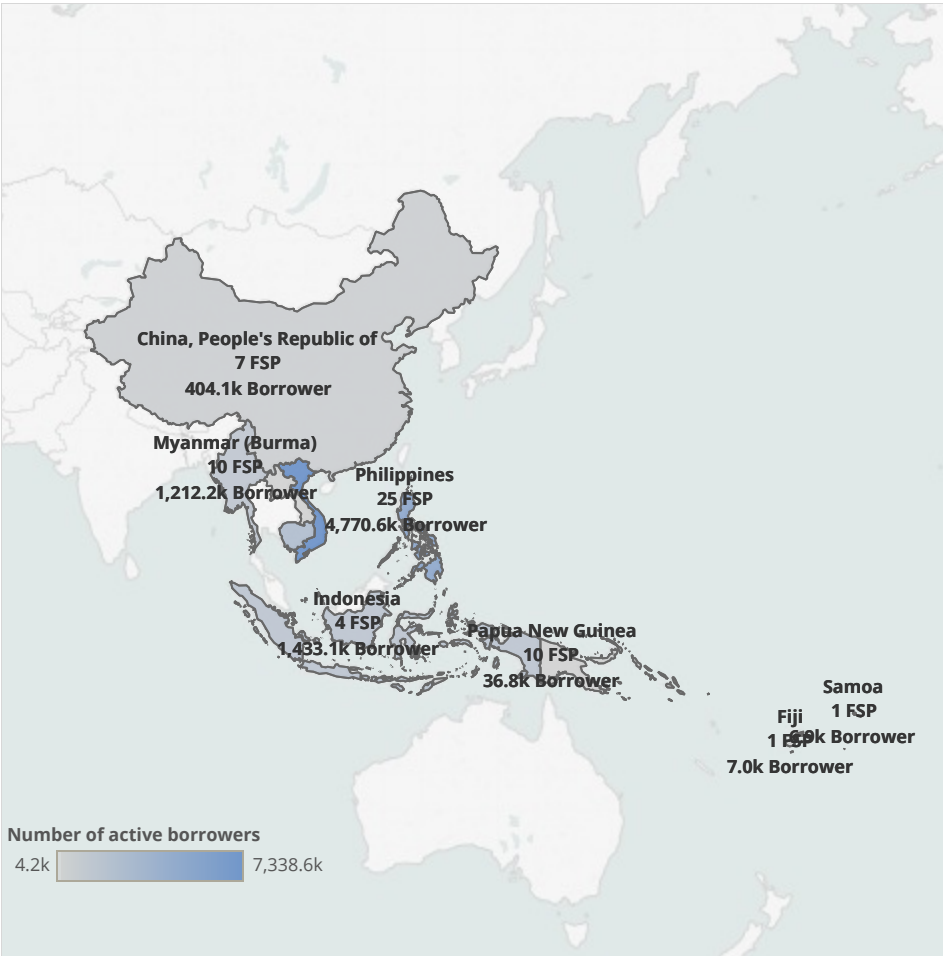 China, People's Republic of
7 FSP
404.1k Borrower
Myanmar (Burma)
10 FSP
1,212.2k Borrower
Philippines
25 FSP
4,770.6k Borrower
Indonesia
4 FSP
1,433.1k Borrower
Papua New Guinea
10 FSP
36.8k Borrower
Samoa
1 FSP
Borrower
Fiji
1 FSP
7.0k Borrower
Number of active borrowers
4.2k
7,338.6k